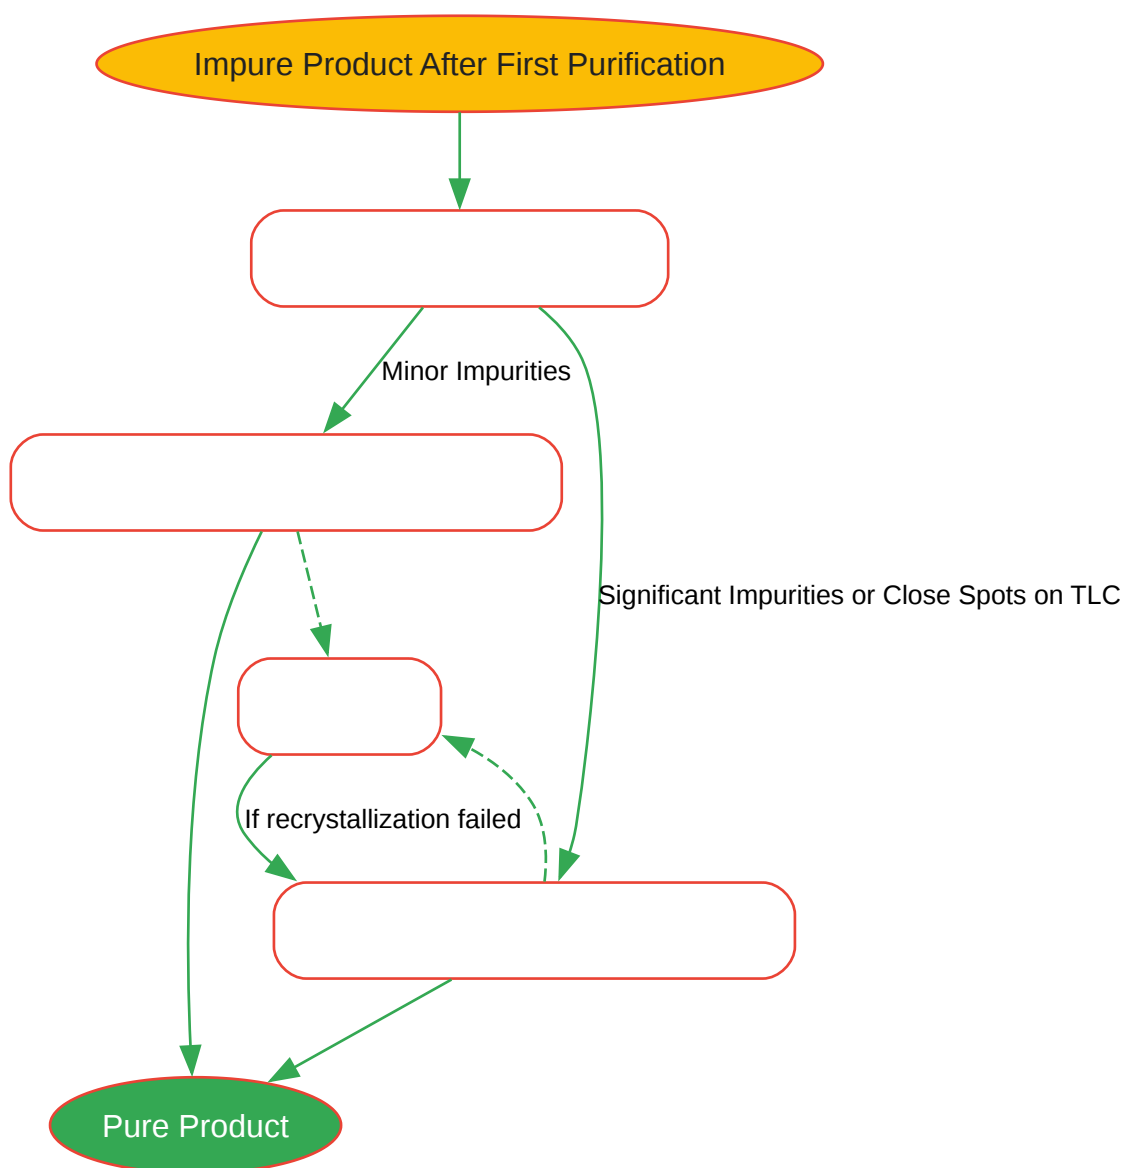 Impure Product After First Purification
Minor Impurities
Significant Impurities or Close Spots on TLC
If recrystallization failed
Pure Product